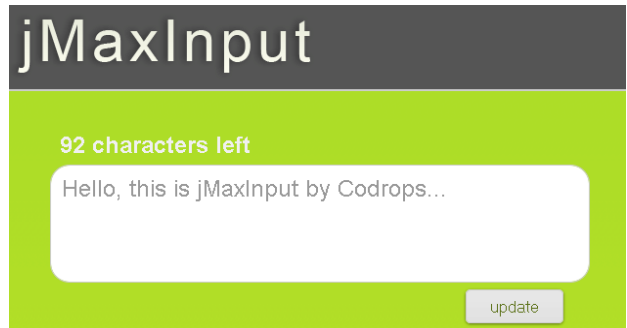 jMaxInput
92 characters left
Hello, this is jMaxInput by Codrops...
update